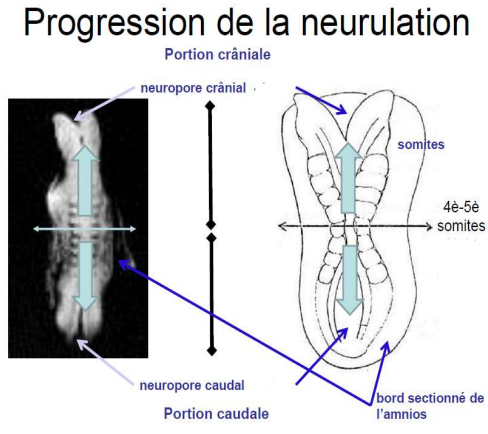 Progression de la neurulation
Portion crâniale
neuropore crânial
somites
4è-5è
somites
neuropore caudal
Portion caudale
bord sectionné de
l'amnios